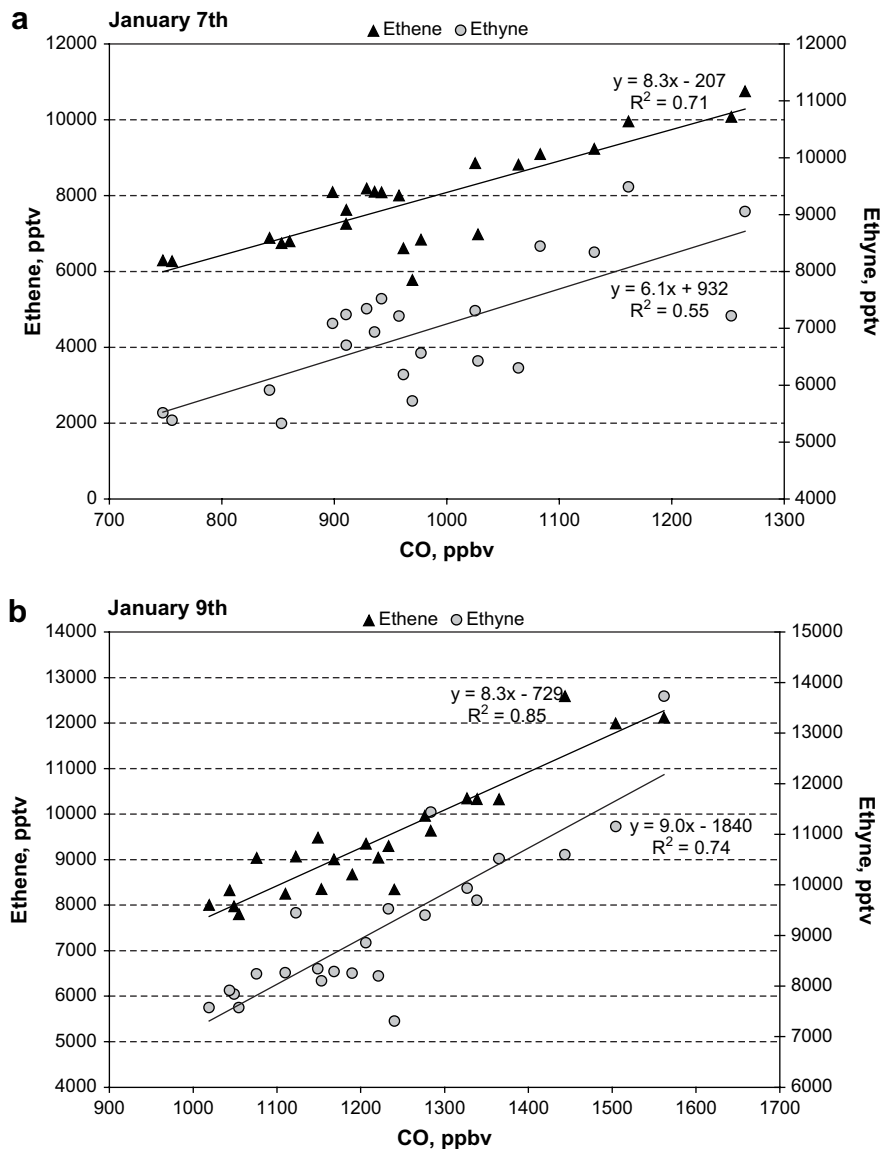 a January 7th
Ethene Ethyne
12000
10000
8000
6000
4000
2000
0
Ethene, pptv
12000
11000
10000
9000
8000
7000
6000
5000
4000
Ethyne, pptv
y = 8.3x - 207
R² = 0.71
y = 6.1x + 932
R² = 0.55
700 800 900 1000 1100 1200 1300
CO, ppbv
b January 9th
Ethene Ethyne
14000
13000
12000
11000
10000
9000
8000
7000
6000
5000
4000
Ethene, pptv
15000
14000
13000
12000
11000
10000
9000
8000
7000
6000
Ethyne, pptv
y = 8.3x - 729
R² = 0.85
y = 9.0x - 1840
R² = 0.74
900 1000 1100 1200 1300 1400 1500 1600 1700
CO, ppbv